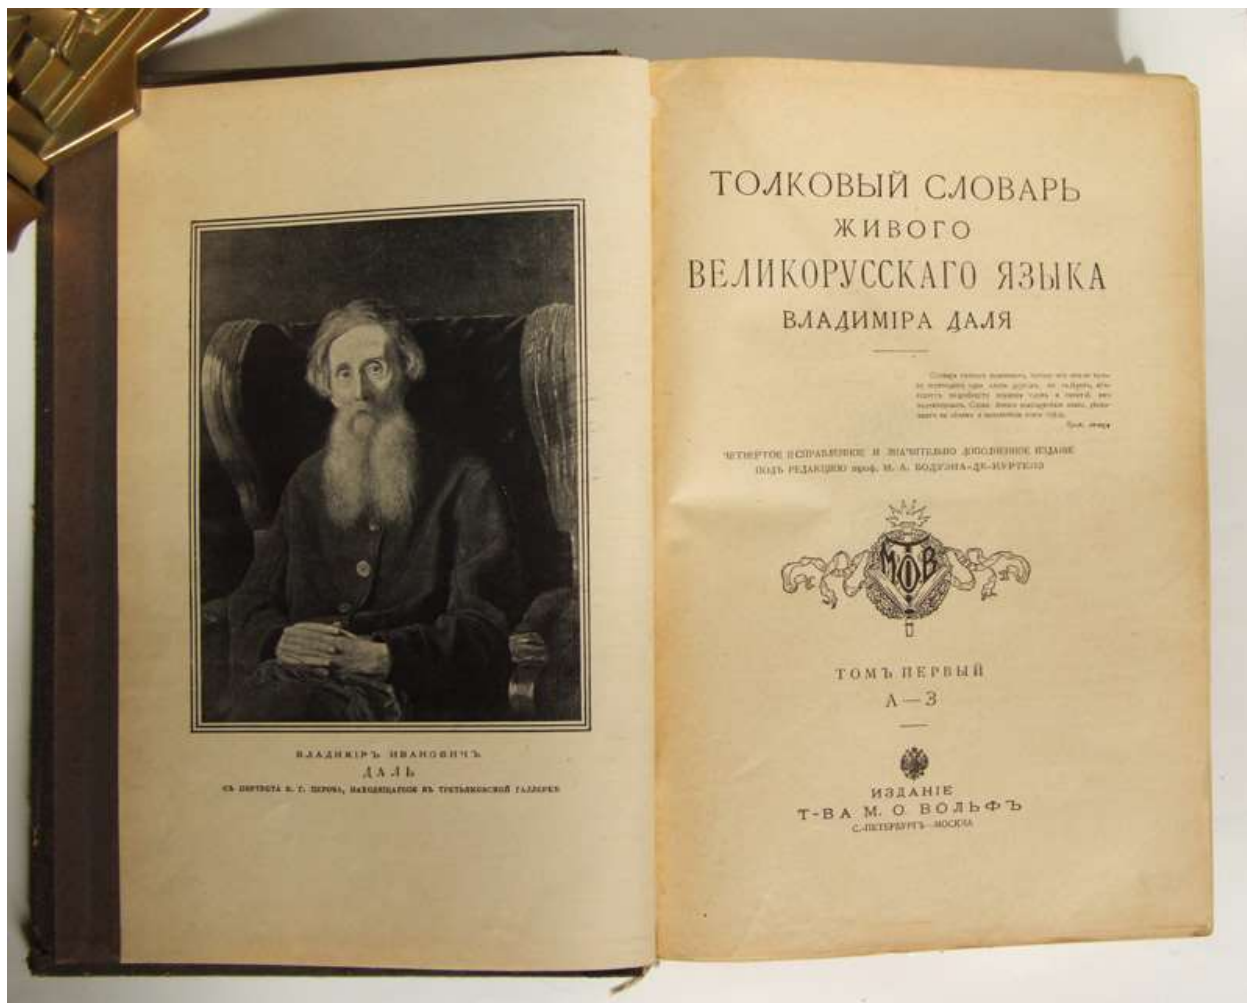 ВЛАДИМІРЪ ИВАНОВИЧЪ
ДАЛЬ
СЪ ПОРТРЕТА В. Г. ПЕРОВА, НАХОДЯЩАГОСЯ ВЪ ТРЕТЬЯКОВСКОЙ ГАЛЛЕРЕѢ
ТОЛКОВЫЙ СЛОВАРЬ
ЖИВОГО
ВЕЛИКОРУССКАГО ЯЗЫКА
ВЛАДИМІРА ДАЛЯ
ЧЕТВЕРТОЕ ИСПРАВЛЕННОЕ И ЗНАЧИТЕЛЬНО ДОПОЛНЕННОЕ ИЗДАНІЕ
ПОДЪ РЕДАКЦІЕЮ проф. И. А. БОДУЭНА-ДЕ-КУРТЕНЭ
М.О.В
ТОМЪ ПЕРВЫЙ
А—З
ИЗДАНІЕ
Т-ВА М. О. ВОЛЬФЪ
С.-ПЕТЕРБУРГЪ—МОСКВА